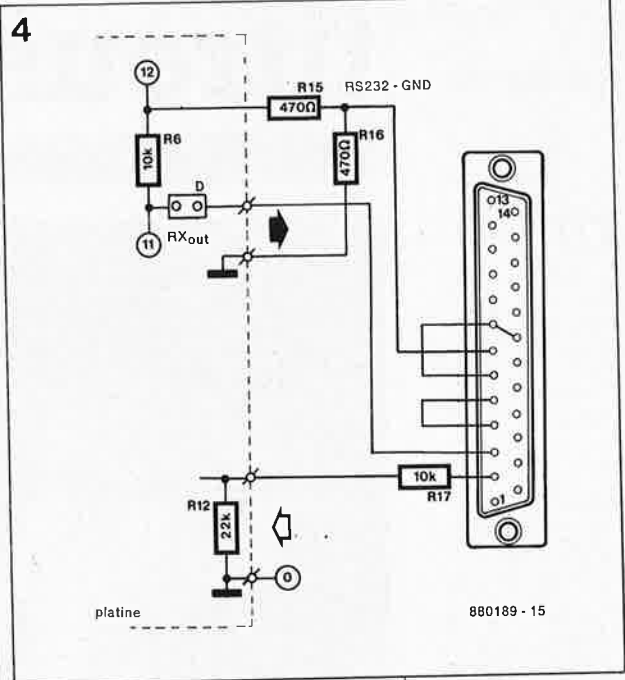 4
12
R15
RS232 - GND
470Ω
R16
470Ω
R6
10k
D
11
RXout
13
14
10k
R17
1
R12
22k
0
platine
880189 - 15